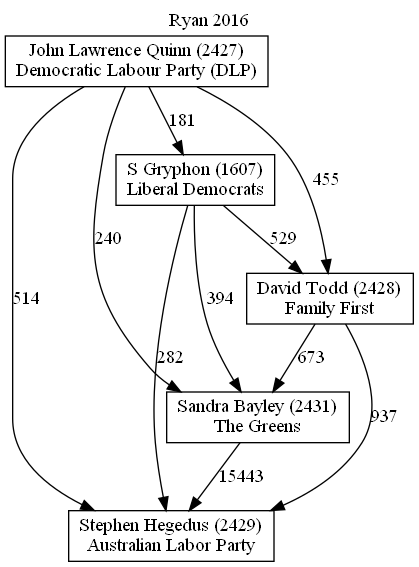 Ryan 2016
John Lawrence Quinn (2427)
Democratic Labour Party (DLP)
181
S Gryphon (1607)
Liberal Democrats
455
240
529
David Todd (2428)
Family First
514
394
282
673
937
Sandra Bayley (2431)
The Greens
15443
Stephen Hegedus (2429)
Australian Labor Party